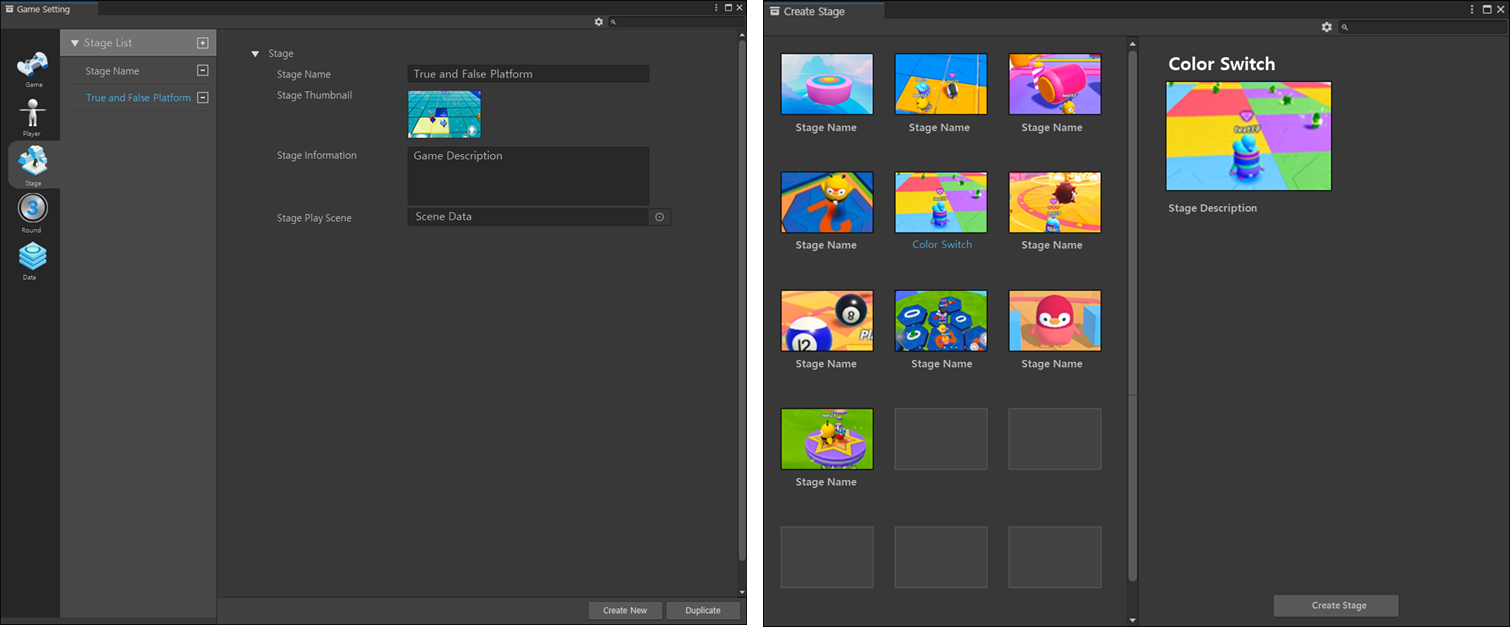 Game Setting
Game
Player
Stage
Round
Data
Stage List
Stage Name
True and False Platform
Stage
Stage Name
True and False Platform
Stage Thumbnail
Stage Information
Game Description
Stage Play Scene
Scene Data
Create New
Duplicate
Create Stage
Stage Name
Stage Name
Stage Name
Stage Name
Color Switch
Stage Name
Stage Name
Stage Name
Stage Name
Stage Name
Color Switch
Stage Description
Create Stage